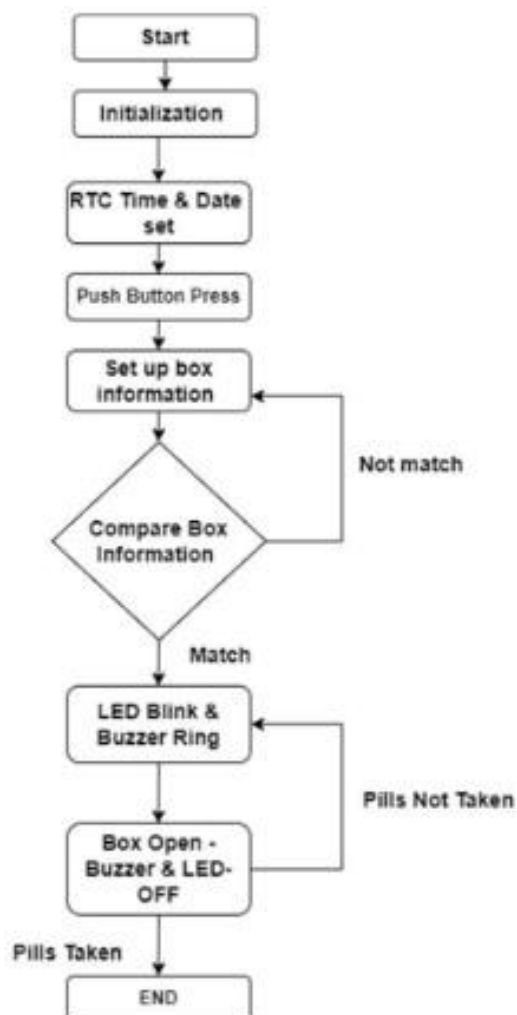 Start
Initialization
RTC Time & Date
set
Push Button Press
Set up box
information
Not match
Compare Box
Information
Match
LED Blink &
Buzzer Ring
Pills Not Taken
Box Open -
Buzzer & LED-
OFF
Pills Taken
END